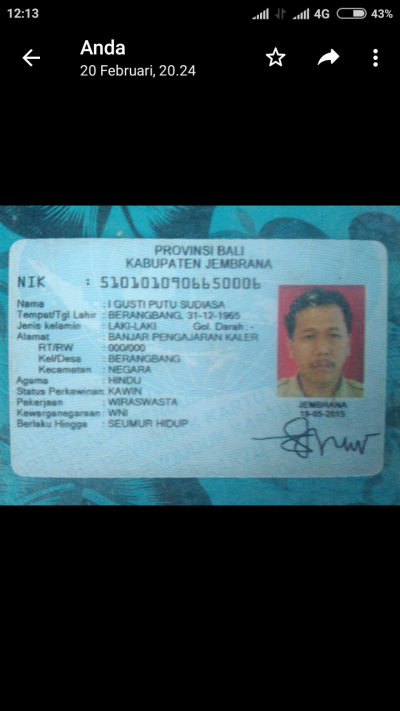 12:13 4G 43%
Anda
20 Februari, 20.24
PROVINSI BALI
KABUPATEN JEMBRANA
NIK : 5101010906650006
Nama : I GUSTI PUTU SUDIASA
Tempat/Tgl Lahir : BERANGBANG, 31-12-1965
Jenis kelamin : LAKI-LAKI Gol. Darah : -
Alamat : BANJAR PENGAJARAN KALER
RT/RW : 000/000
Kel/Desa : BERANGBANG
Kecamatan : NEGARA
Agama : HINDU
Status Perkawinan: KAWIN
Pekerjaan : WIRASWASTA
Kewarganegaraan: WNI
Berlaku Hingga : SEUMUR HIDUP
JEMBRANA
19-05-2015